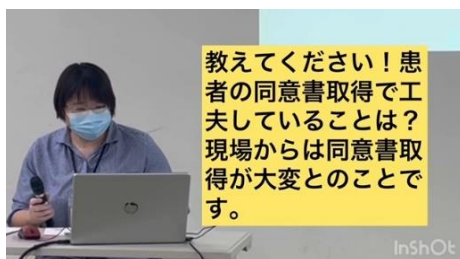 教えてください！患
者の同意書取得で工
夫していることは？
現場からは同意書取
得が大変とのことで
す。
InShOt